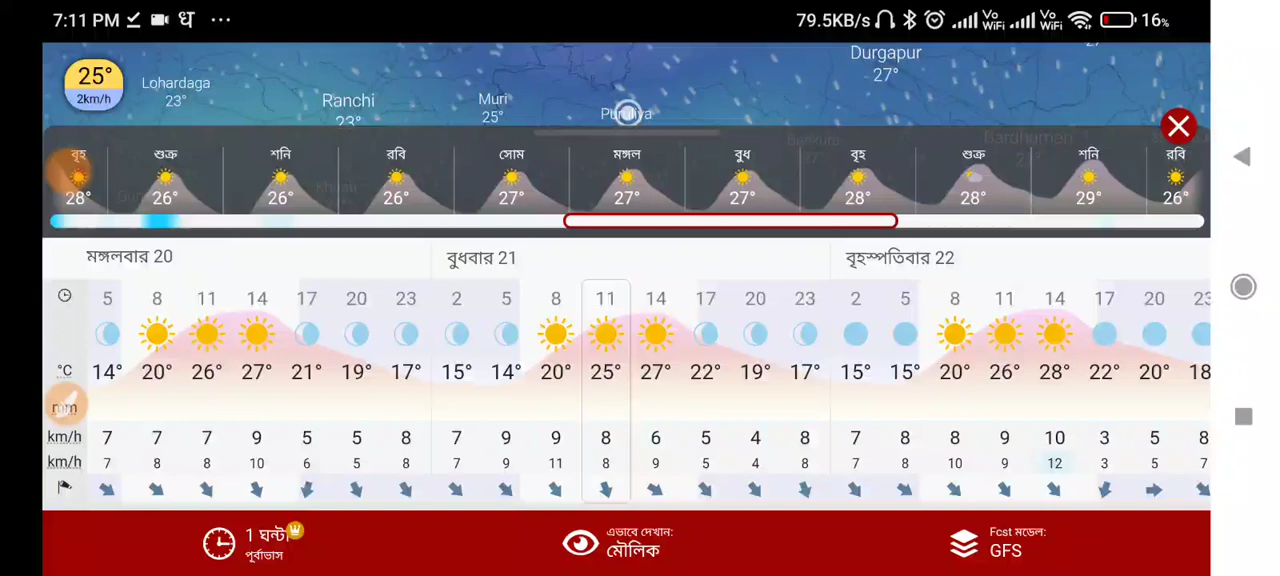 7:11 PM ध ... 79.5KB/s Vo WiFi Vo WiFi 16%
25° 2km/h
Lohardaga 23°
Ranchi 23°
Muri 25°
Puruliya
Durgapur 27°
Bardhaman
বৃহ শুক্র শনি রবি সোম মঙ্গল বুধ বৃহ শুক্র শনি রবি
28° 26° 26° 26° 27° 27° 27° 28° 28° 29° 26°
মঙ্গলবার 20 বুধবার 21 বৃহস্পতিবার 22
5 8 11 14 17 20 23 2 5 8 11 14 17 20 23 2 5 8 11 14 17 20 23
°C 14° 20° 26° 27° 21° 19° 17° 15° 14° 20° 25° 27° 22° 19° 17° 15° 15° 20° 26° 28° 22° 20° 18
mm
km/h 7 7 7 9 5 5 8 7 9 9 8 6 5 4 8 7 8 8 9 10 3 5 8
km/h 7 8 8 10 6 5 8 7 9 11 8 9 5 4 8 7 8 10 9 12 3 5 7
1 ঘন্টা
পূর্বাভাস
এভাবে দেখান:
মৌলিক
Fcst মডেল:
GFS